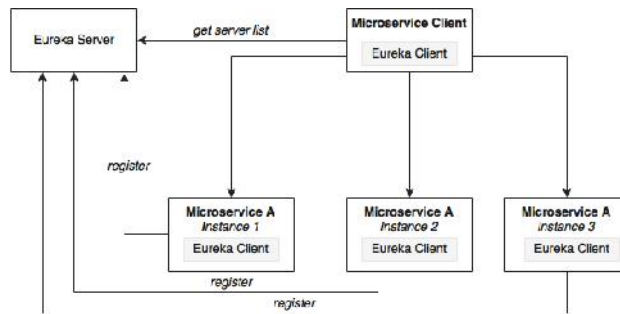 Microservice Client
Eureka Server
get server list
Eureka Client
register
Microservice A
Instance 1
Eureka Client
Microservice A
Instance 2
Eureka Client
Microservice A
Instance 3
Eureka Client
register
register